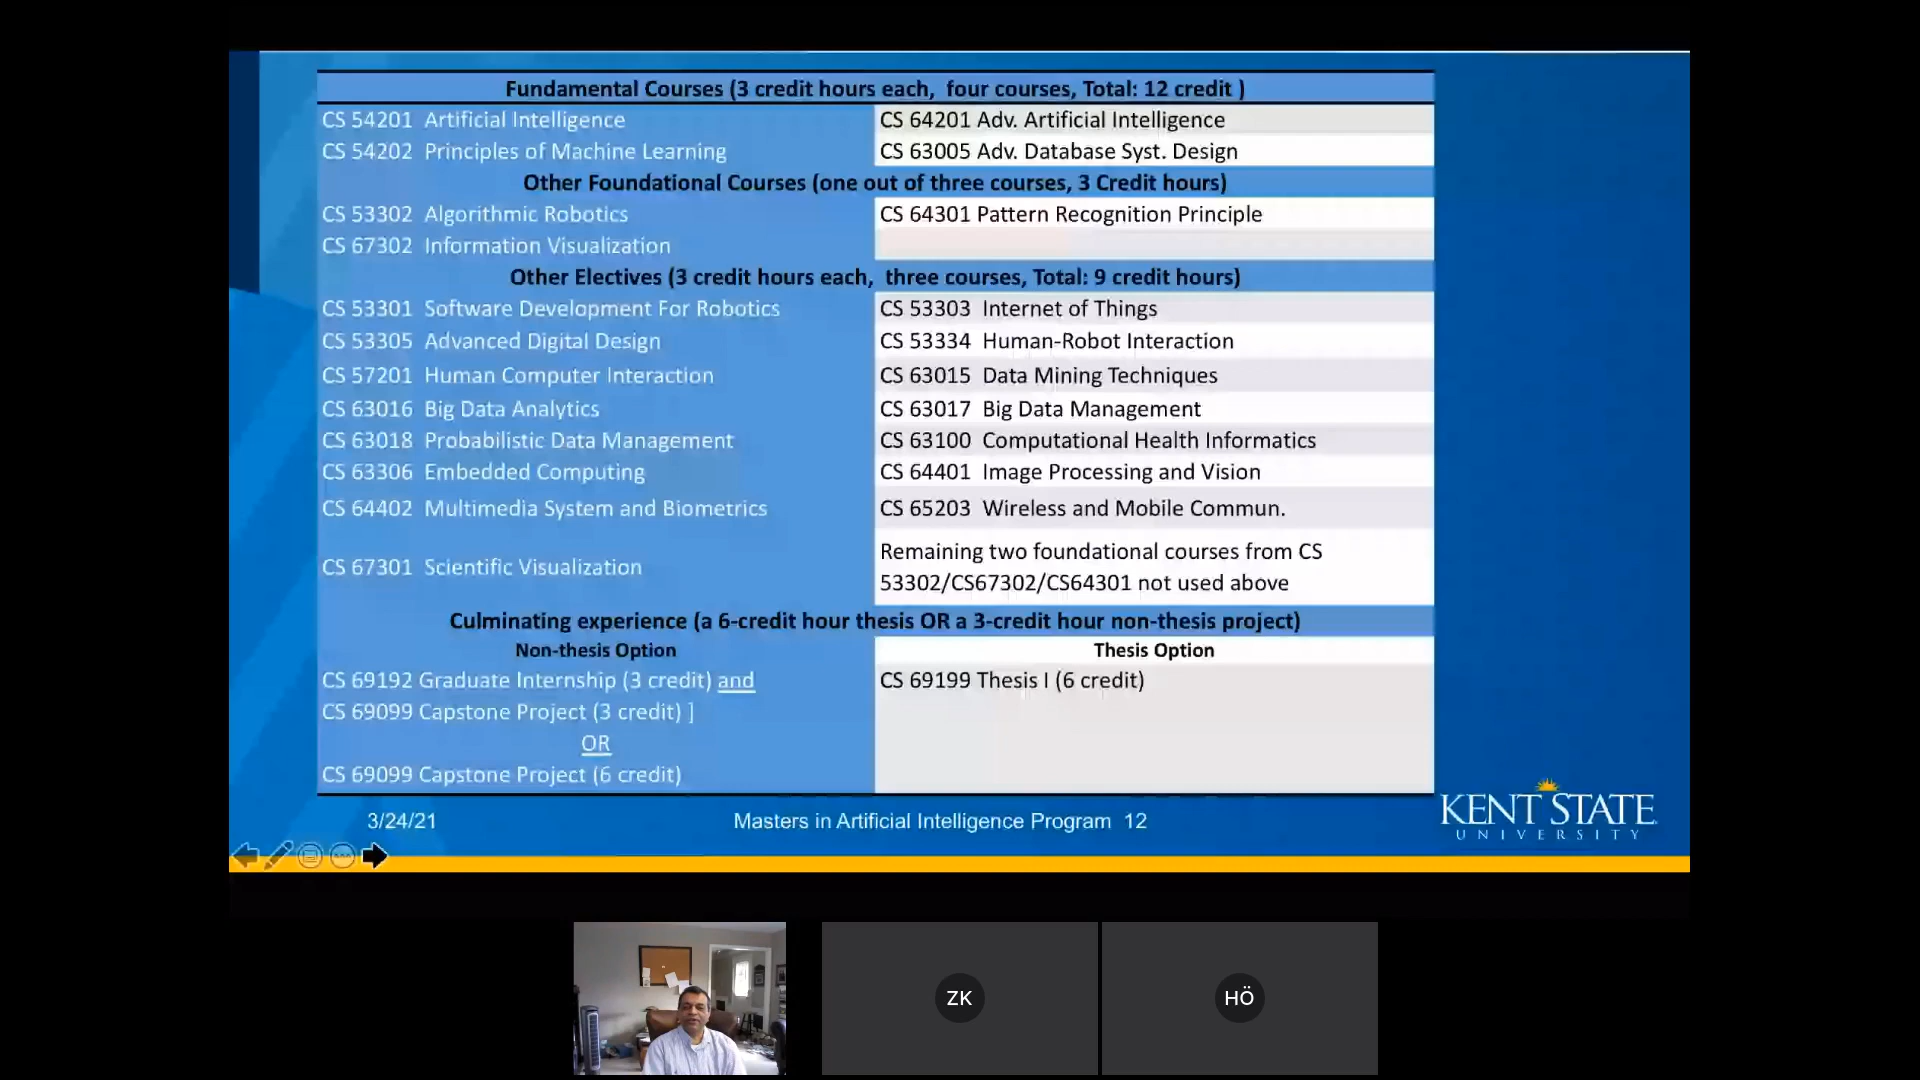 Fundamental Courses (3 credit hours each, four courses, Total: 12 credit )
CS 54201 Artificial Intelligence
CS 64201 Adv. Artificial Intelligence
CS 54202 Principles of Machine Learning
CS 63005 Adv. Database Syst. Design
Other Foundational Courses (one out of three courses, 3 Credit hours)
CS 53302 Algorithmic Robotics
CS 64301 Pattern Recognition Principle
CS 67302 Information Visualization
Other Electives (3 credit hours each, three courses, Total: 9 credit hours)
CS 53301 Software Development For Robotics
CS 53303 Internet of Things
CS 53305 Advanced Digital Design
CS 53334 Human-Robot Interaction
CS 57201 Human Computer Interaction
CS 63015 Data Mining Techniques
CS 63016 Big Data Analytics
CS 63017 Big Data Management
CS 63018 Probabilistic Data Management
CS 63100 Computational Health Informatics
CS 63306 Embedded Computing
CS 64401 Image Processing and Vision
CS 64402 Multimedia System and Biometrics
CS 65203 Wireless and Mobile Commun.
CS 67301 Scientific Visualization
Remaining two foundational courses from CS
53302/CS67302/CS64301 not used above
Culminating experience (a 6-credit hour thesis OR a 3-credit hour non-thesis project)
Non-thesis Option
Thesis Option
CS 69192 Graduate Internship (3 credit) and
CS 69199 Thesis I (6 credit)
CS 69099 Capstone Project (3 credit) ]
OR
CS 69099 Capstone Project (6 credit)
3/24/21
Masters in Artificial Intelligence Program 12
KENT STATE
UNIVERSITY
ZK
HÖ